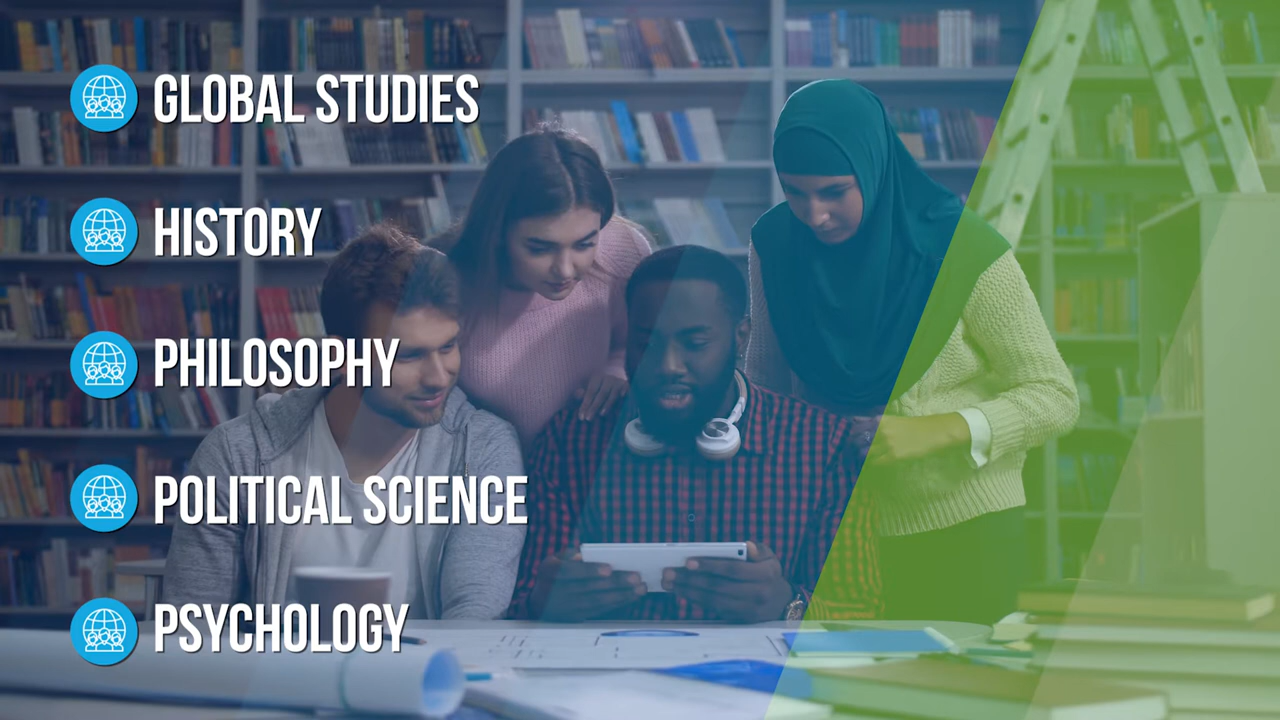 GLOBAL STUDIES
HISTORY
PHILOSOPHY
POLITICAL SCIENCE
PSYCHOLOGY